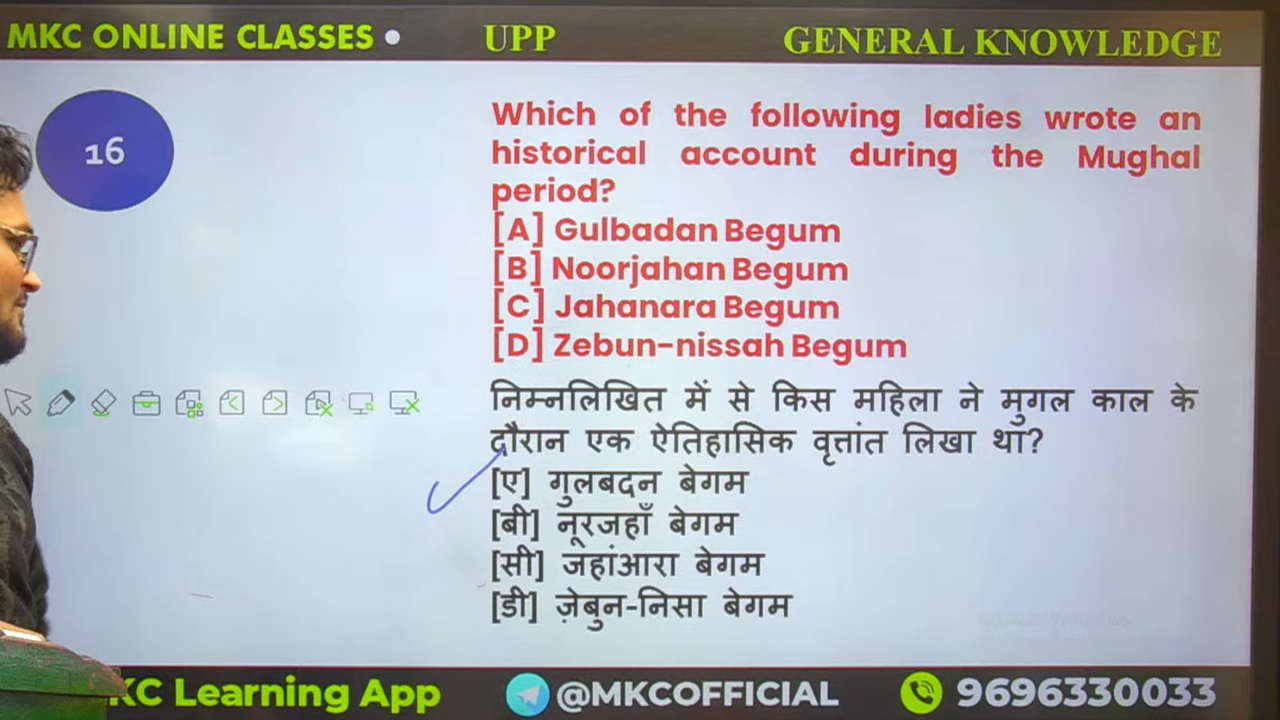 MKC ONLINE CLASSES UPP GENERAL KNOWLEDGE
16
Which of the following ladies wrote an
historical account during the Mughal
period?
[A] Gulbadan Begum
[B] Noorjahan Begum
[C] Jahanara Begum
[D] Zebun-nissah Begum
निम्नलिखित में से किस महिला ने मुगल काल के
दौरान एक ऐतिहासिक वृत्तांत लिखा था?
[ए] गुलबदन बेगम
[बी] नूरजहाँ बेगम
[सी] जहांआरा बेगम
[डी] ज़ेबुन-निसा बेगम
KC Learning App @MKCOFFICIAL 9696330033